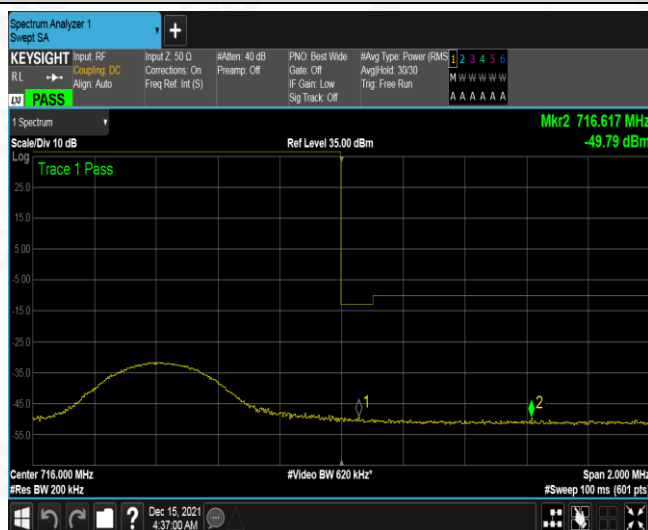 Spectrum Analyzer 1
Swept SA
KEYSIGHT Input: RF Input Z: 50 Ω #Atten: 40 dB PNO: Best Wide #Avg Type: Power (RMS 1 2 3 4 5 6
RL Coupling: DC Corrections: On Preamp: Off Gate: Off Avg|Hold: 30/30 M W W W W W
Align: Auto Freq Ref: Int (S) IF Gain: Low Trig: Free Run
LXI PASS Sig Track: Off A A A A A A
1 Spectrum Mkr2 716.617 MHz
Scale/Div 10 dB Ref Level 35.00 dBm -49.79 dBm
Log
Trace 1 Pass
25.0
15.0
5.00
-5.00
-15.0
-25.0
-35.0
-45.0
1
2
-55.0
Center 716.000 MHz #Video BW 620 kHz* Span 2.000 MHz
#Res BW 200 kHz #Sweep 100 ms (601 pts)
? Dec 15, 2021
4:37:00 AM